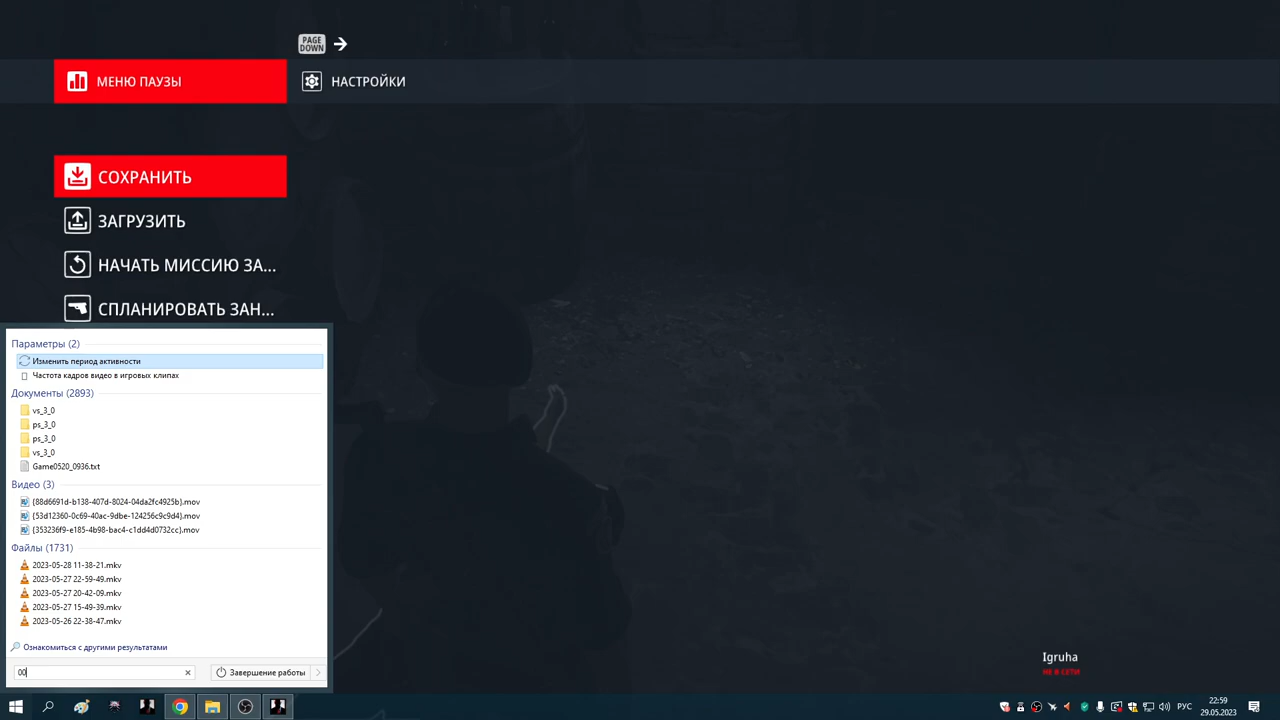 PAGE
DOWN
МЕНЮ ПАУЗЫ
НАСТРОЙКИ
СОХРАНИТЬ
ЗАГРУЗИТЬ
НАЧАТЬ МИССИЮ ЗА...
СПЛАНИРОВАТЬ ЗАН...
Параметры (2)
Изменить период активности
Частота кадров видео в игровых клипах
Документы (2893)
vs_3_0
ps_3_0
ps_3_0
vs_3_0
Game0520_0936.txt
Видео (3)
{88d6691d-b138-407d-8024-04da2fc4925b}.mov
{53d12360-0c69-40ac-9dbe-124256c9c9d4}.mov
{353236f9-e185-4b98-bac4-c1dd4d0732cc}.mov
Файлы (1731)
2023-05-28 11-38-21.mkv
2023-05-27 22-59-49.mkv
2023-05-27 20-42-09.mkv
2023-05-27 15-49-39.mkv
2023-05-26 22-38-47.mkv
Ознакомиться с другими результатами
00
Завершение работы
Igruha
НЕ В СЕТИ
РУС
22:59
29.05.2023